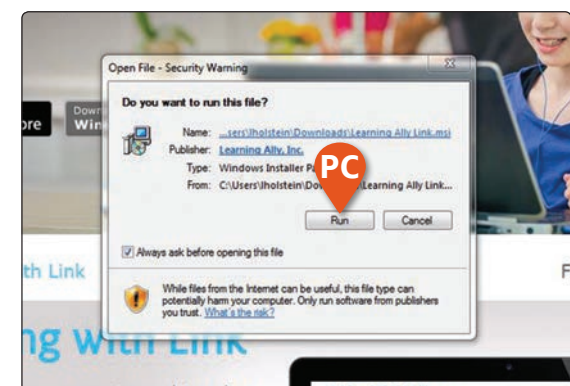 Open File - Security Warning
Do you want to run this file?
Name: ...sers\lholstein\Downloads\Learning Ally Link.msi
Publisher: Learning Ally, Inc.
Type: Windows Installer
From: C:\Users\lholstein\ \Learning Ally Link...
PC
Run Cancel
Always ask before opening this file
While files from the Internet can be useful, this file type can
potentially harm your computer. Only run software from publishers
you trust. What's the risk?
ore
Win
th Link
F
ng with Link